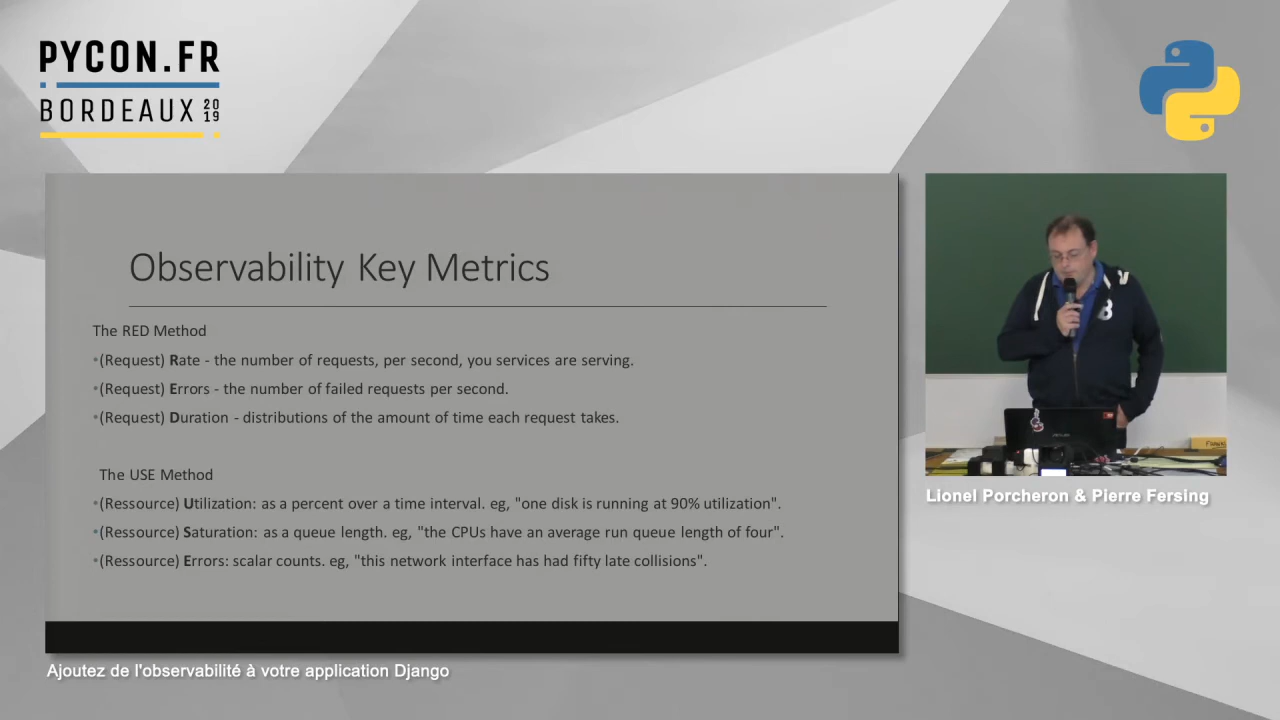 PYCON.FR
BORDEAUX 2019
Observability Key Metrics
The RED Method
•(Request) Rate - the number of requests, per second, you services are serving.
•(Request) Errors - the number of failed requests per second.
•(Request) Duration - distributions of the amount of time each request takes.
The USE Method
•(Ressource) Utilization: as a percent over a time interval. eg, "one disk is running at 90% utilization".
•(Ressource) Saturation: as a queue length. eg, "the CPUs have an average run queue length of four".
•(Ressource) Errors: scalar counts. eg, "this network interface has had fifty late collisions".
Lionel Porcheron & Pierre Fersing
Ajoutez de l'observabilité à votre application Django